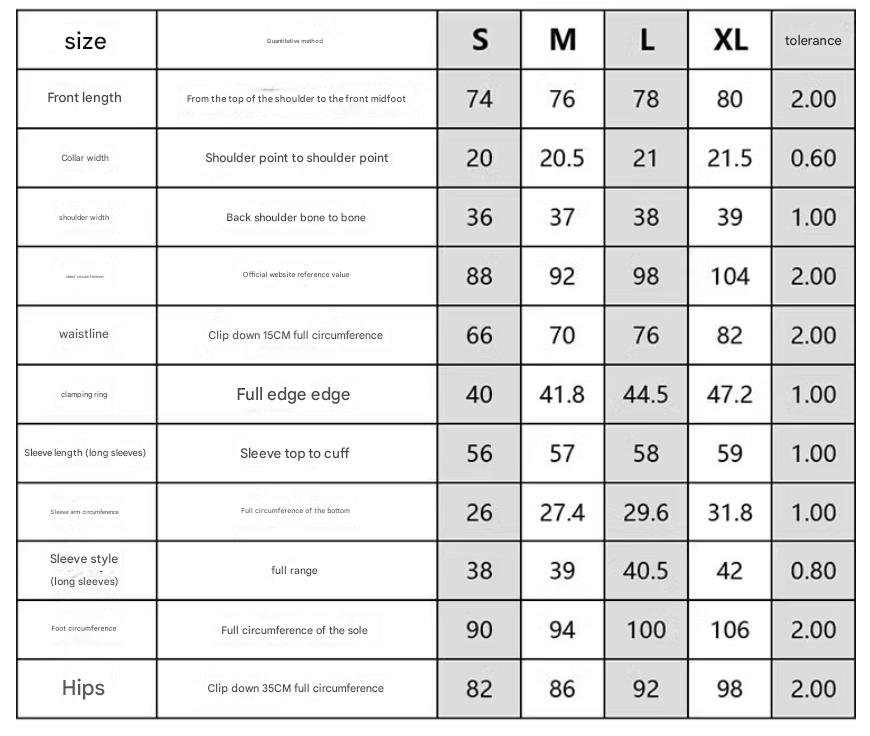 size Quantitative method S M L XL tolerance
Front length From the top of the shoulder to the front midfoot 74 76 78 80 2.00
Collar width Shoulder point to shoulder point 20 20.5 21 21.5 0.60
shoulder width Back shoulder bone to bone 36 37 38 39 1.00
chest circumference Official website reference value 88 92 98 104 2.00
waistline Clip down 15CM full circumference 66 70 76 82 2.00
clamping ring Full edge edge 40 41.8 44.5 47.2 1.00
Sleeve length (long sleeves) Sleeve top to cuff 56 57 58 59 1.00
Sleeve arm circumference Full circumference of the bottom 26 27.4 29.6 31.8 1.00
Sleeve style
(long sleeves) full range 38 39 40.5 42 0.80
Foot circumference Full circumference of the sole 90 94 100 106 2.00
Hips Clip down 35CM full circumference 82 86 92 98 2.00